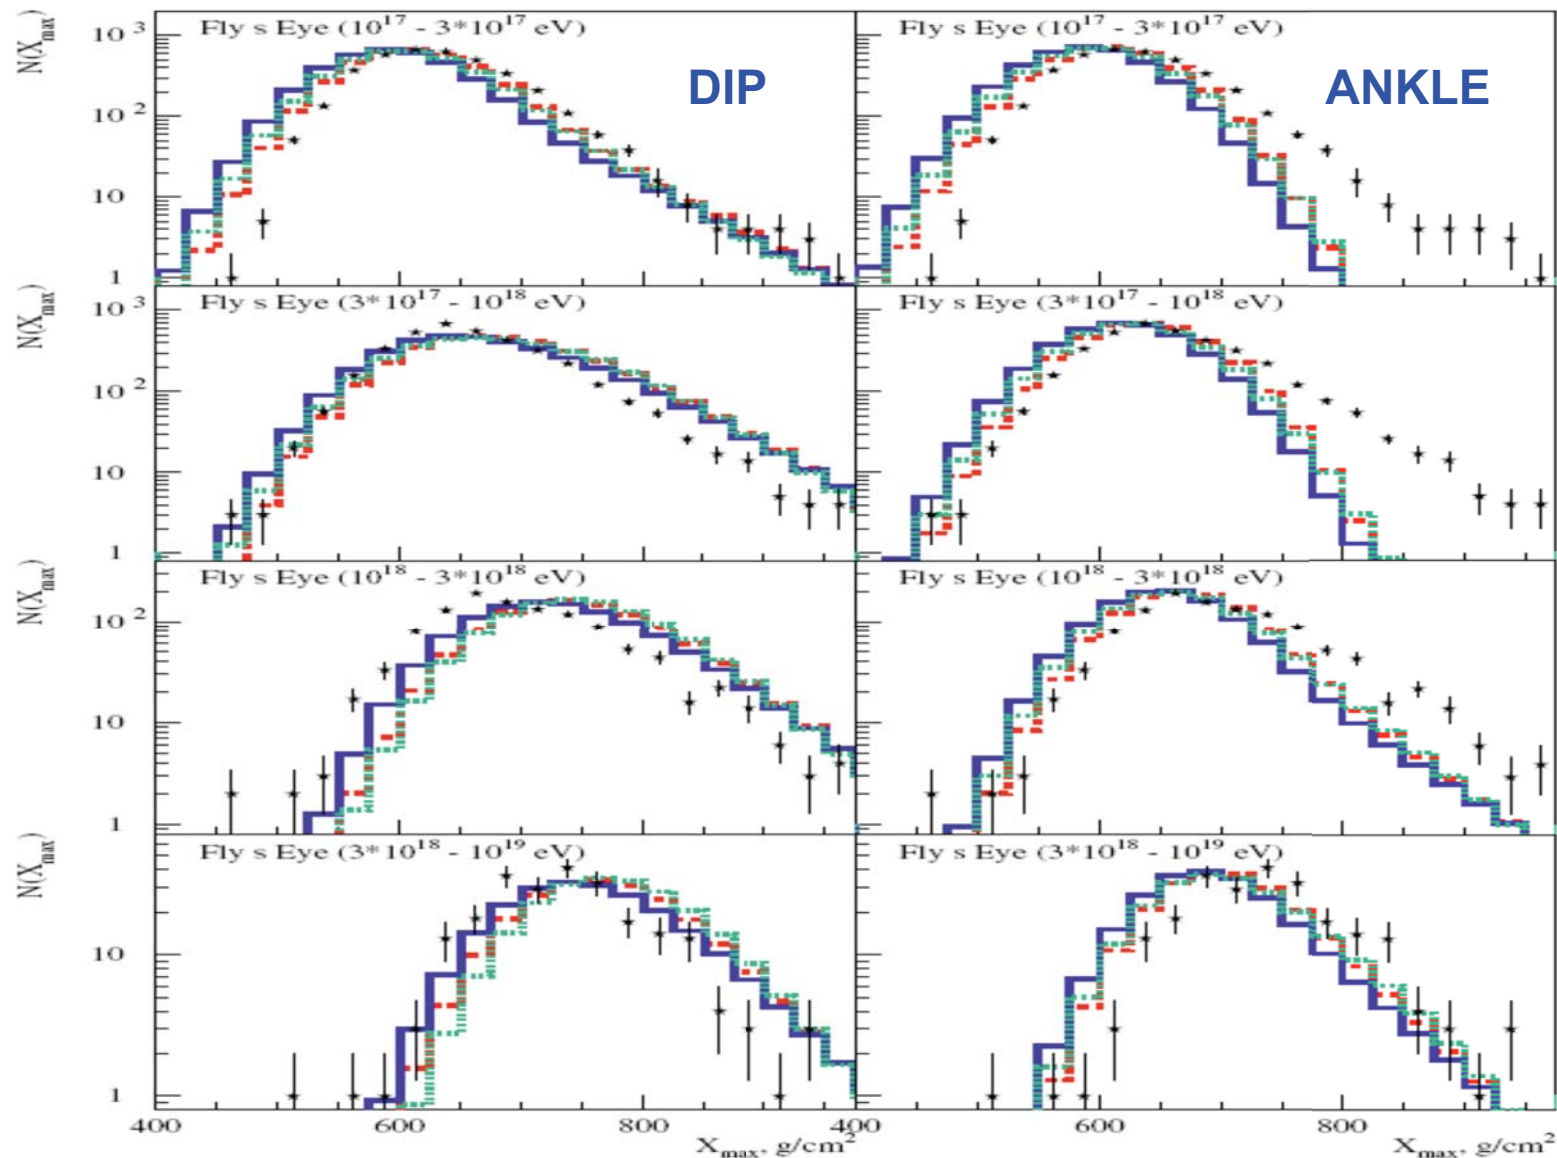 Fly s Eye (10^17 - 3*10^17 eV)
DIP
Fly s Eye (10^17 - 3*10^17 eV)
ANKLE
N(X_max)
10^3
10^2
10
1
Fly s Eye (3*10^17 - 10^18 eV)
Fly s Eye (3*10^17 - 10^18 eV)
N(X_max)
10^3
10^2
10
1
Fly s Eye (10^18 - 3*10^18 eV)
Fly s Eye (10^18 - 3*10^18 eV)
N(X_max)
10^2
10
1
Fly s Eye (3*10^18 - 10^19 eV)
Fly s Eye (3*10^18 - 10^19 eV)
N(X_max)
10
1
400 600 800 400 600 800
X_max, g/cm^2 X_max, g/cm^2